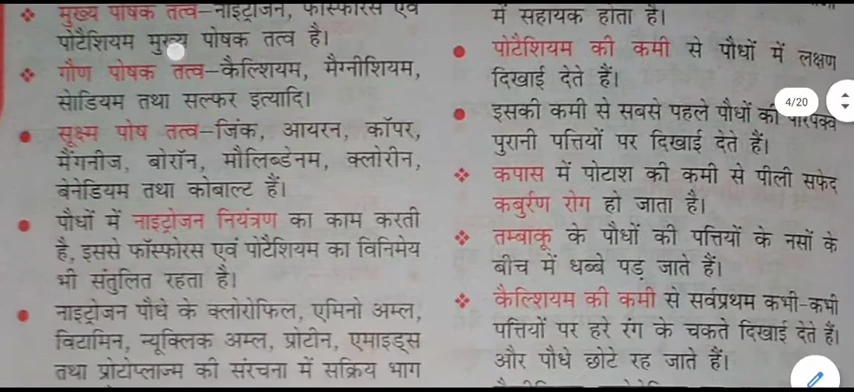 मुख्य पोषक तत्व–नाइट्रोजन, फास्फोरस एवं
पोटैशियम मुख्य पोषक तत्व है।
गौण पोषक तत्व–कैल्शियम, मैग्नीशियम,
सोडियम तथा सल्फर इत्यादि।
सूक्ष्म पोष तत्व–जिंक, आयरन, कॉपर,
मैंगनीज, बोरॉन, मौलिब्डेनम, क्लोरीन,
बेनेडियम तथा कोबाल्ट हैं।
पौधों में नाइट्रोजन नियंत्रण का काम करती
है, इससे फॉस्फोरस एवं पोटैशियम का विनिमेय
भी संतुलित रहता है।
नाइट्रोजन पौधे के क्लोरोफिल, एमिनो अम्ल,
विटामिन, न्यूक्लिक अम्ल, प्रोटीन, एमाइड्स
तथा प्रोटोप्लाज्म की संरचना में सक्रिय भाग
में सहायक होता है।
पोटैशियम की कमी से पौधों में लक्षण
दिखाई देते हैं।
इसकी कमी से सबसे पहले पौधों की परिपक्व
पुरानी पत्तियों पर दिखाई देते हैं।
कपास में पोटाश की कमी से पीली सफेद
कबुर्रण रोग हो जाता है।
तम्बाकू के पौधों की पत्तियों के नसों के
बीच में धब्बे पड़ जाते हैं।
कैल्शियम की कमी से सर्वप्रथम कभी-कभी
पत्तियों पर हरे रंग के चकते दिखाई देते हैं।
और पौधे छोटे रह जाते हैं।
4/20